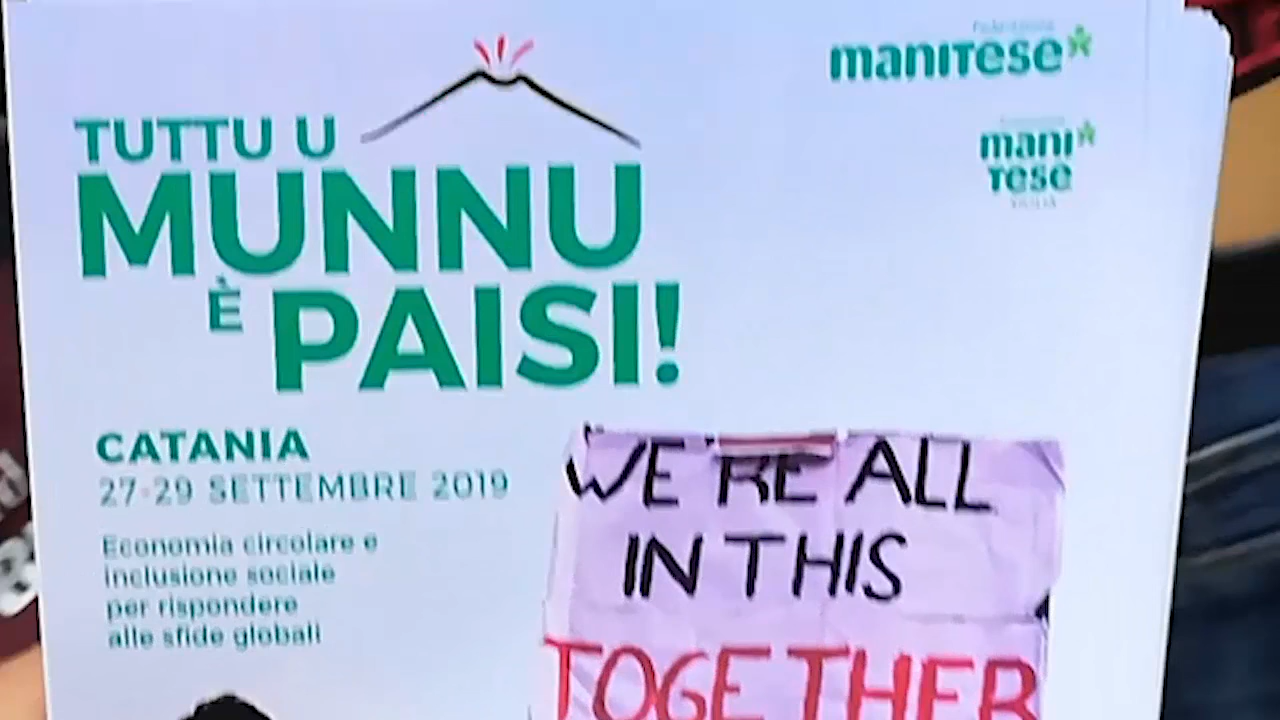 TUTTU U
MUNNU
È PAISI!
CATANIA
27-29 SETTEMBRE 2019
Economia circolare e
inclusione sociale
per rispondere
alle sfide globali
manitese
mani
tese
SICILIA
WE'RE ALL
IN THIS
TOGETHER